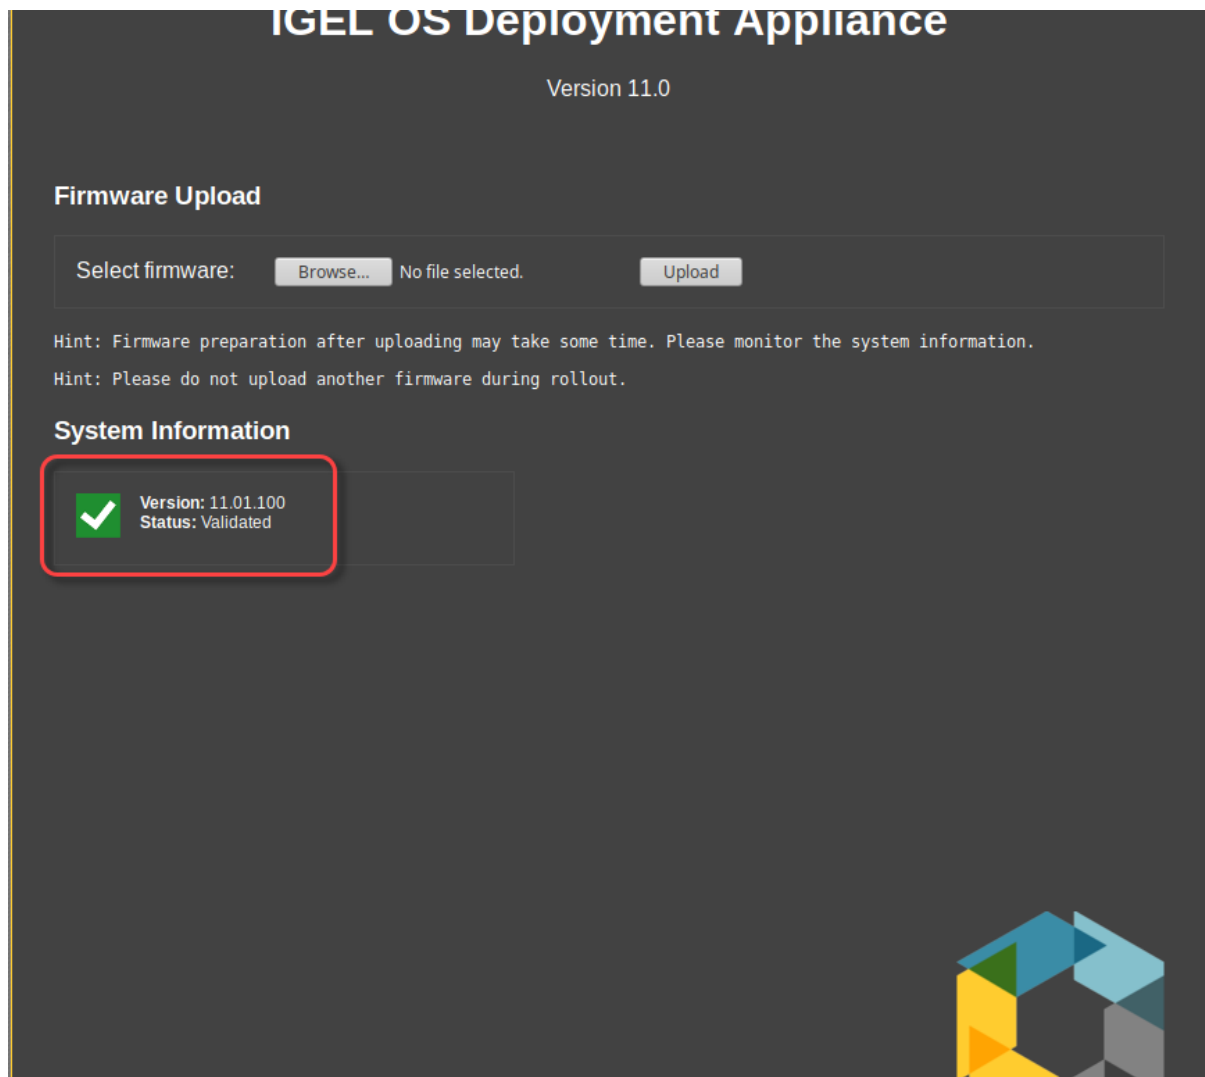 IGEL OS Deployment Appliance
Version 11.0
Firmware Upload
Select firmware: Browse... No file selected. Upload
Hint: Firmware preparation after uploading may take some time. Please monitor the system information.
Hint: Please do not upload another firmware during rollout.
System Information
Version: 11.01.100
Status: Validated